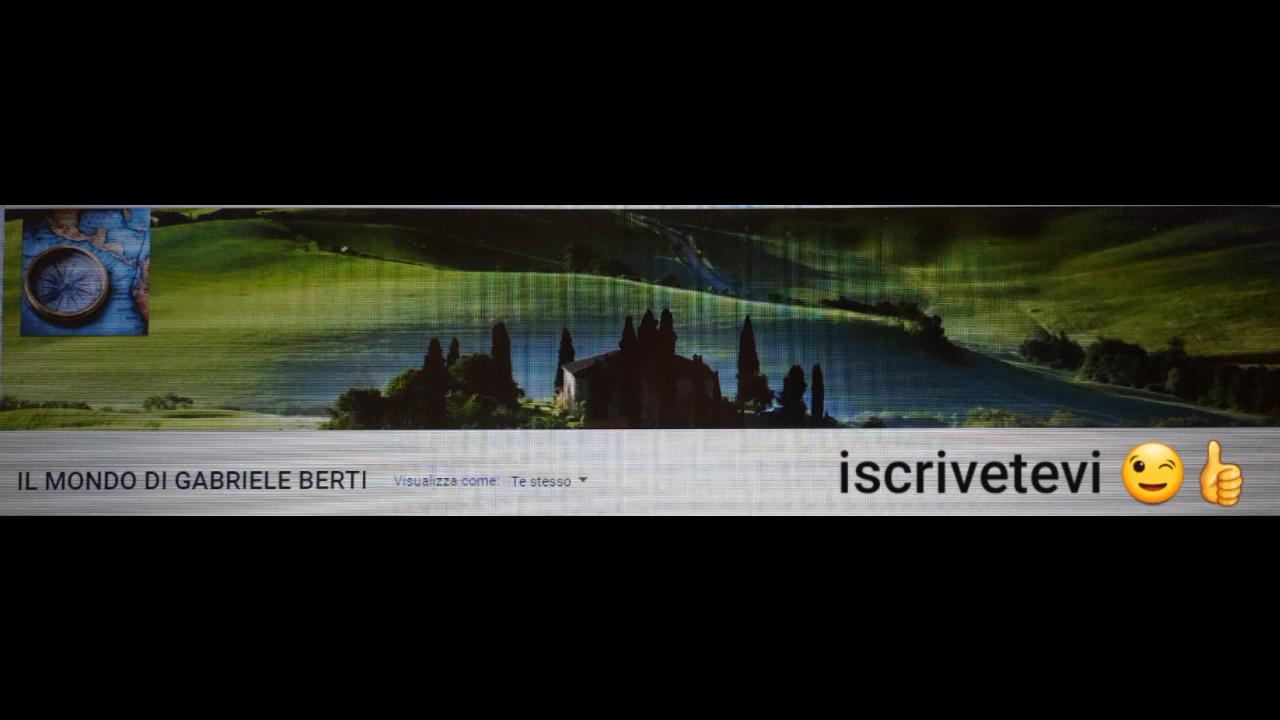 IL MONDO DI GABRIELE BERTI Visualizza come: Te stesso iscrivetevi 😉👍